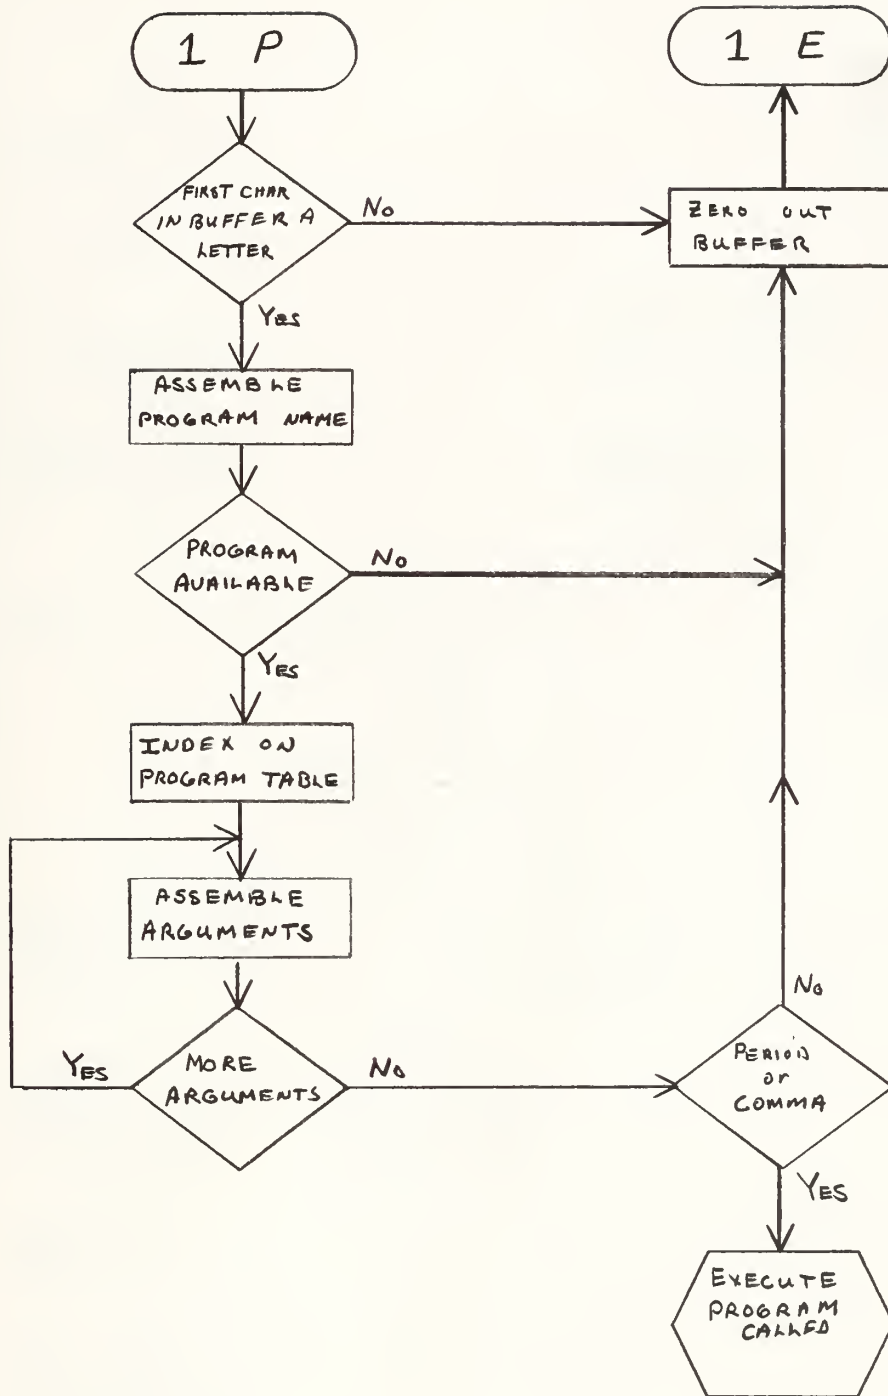 1 P
1 E
FIRST CHAR
IN BUFFER A
LETTER
No
ZERO OUT
BUFFER
YES
ASSEMBLE
PROGRAM NAME
PROGRAM
AVAILABLE
No
YES
INDEX ON
PROGRAM TABLE
ASSEMBLE
ARGUMENTS
YES
MORE
ARGUMENTS
No
No
PERIOD
or
COMMA
YES
EXECUTE
PROGRAM
CALLED